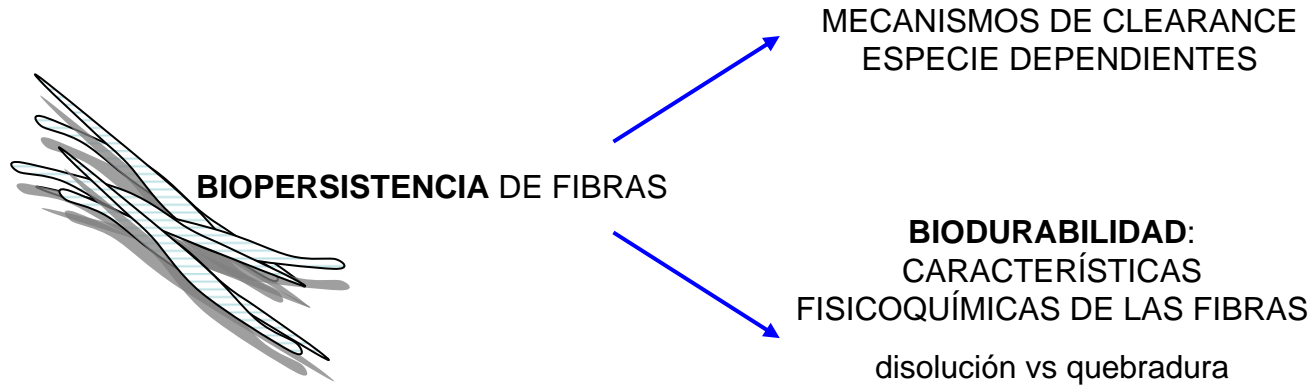 MECANISMOS DE CLEARANCE
ESPECIE DEPENDIENTES
BIOPERSISTENCIA DE FIBRAS
BIODURABILIDAD:
CARACTERÍSTICAS
FISICOQUÍMICAS DE LAS FIBRAS
disolución vs quebradura